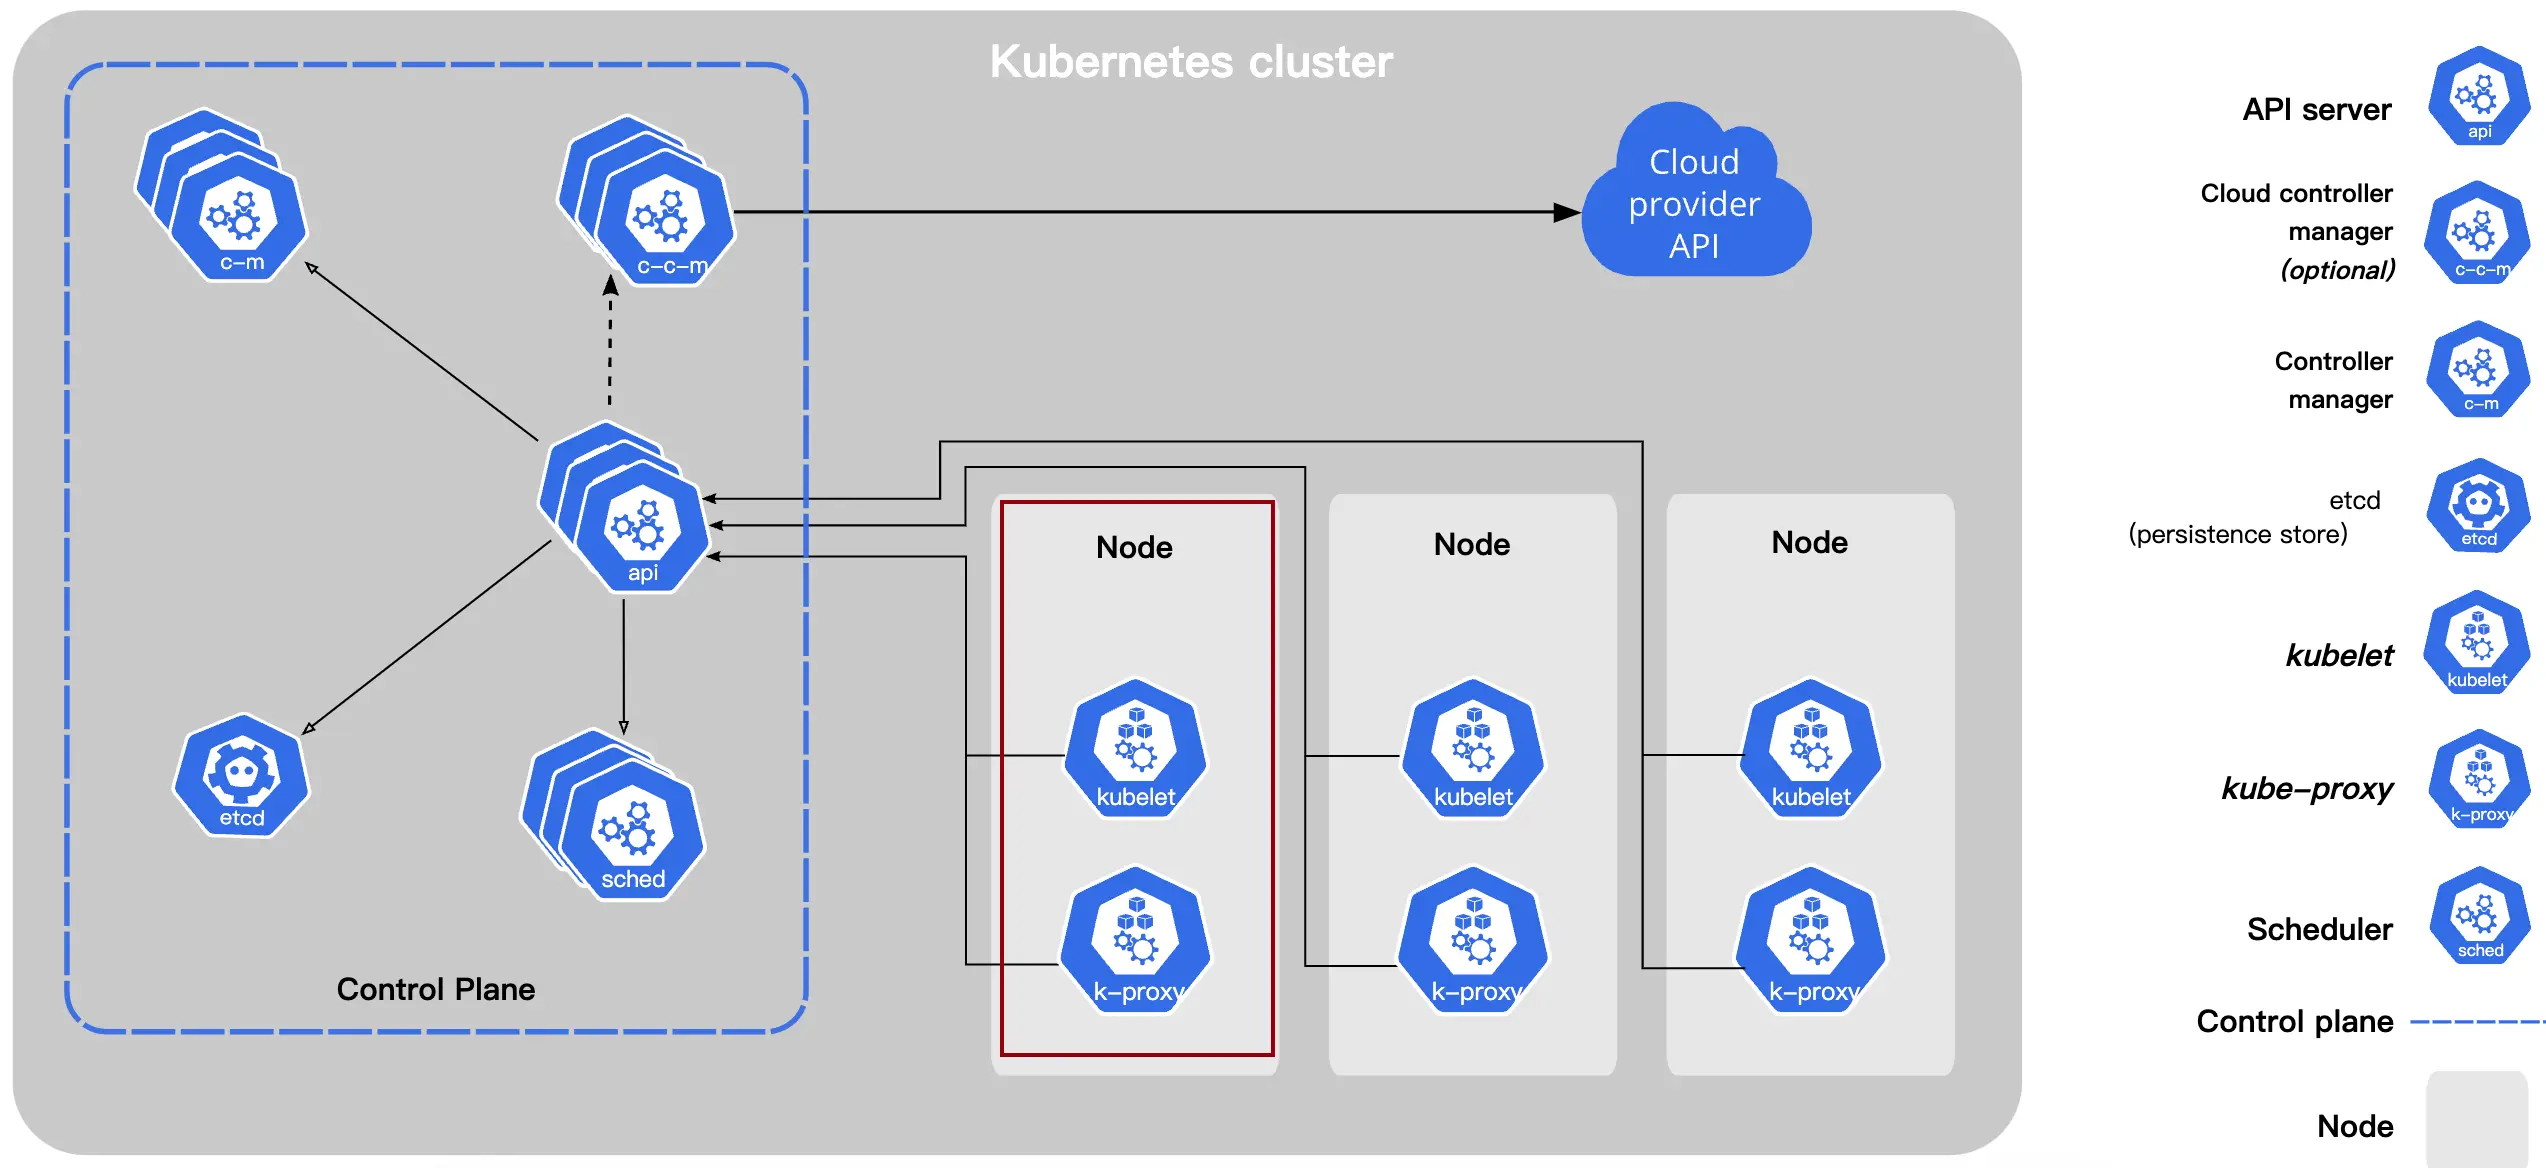 Kubernetes cluster
c-m
c-c-m
Cloud
provider
API
api
etcd
sched
Control Plane
Node
kubelet
k-proxy
Node
kubelet
k-proxy
Node
kubelet
k-proxy
API server
api
Cloud controller
manager
(optional)
c-c-m
Controller
manager
c-m
etcd
(persistence store)
etcd
kubelet
kubelet
kube-proxy
k-proxy
Scheduler
sched
Control plane
Node